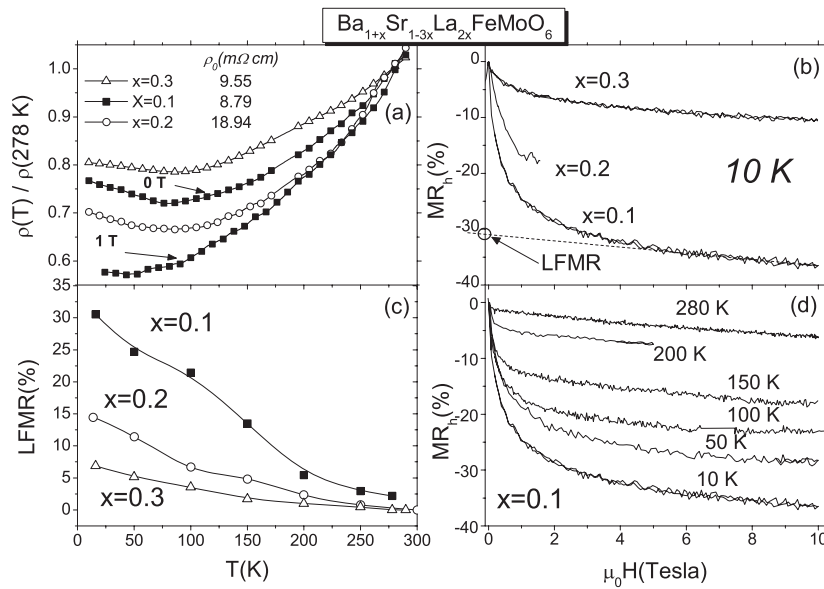 Ba₁₊ₓSr₁₋₃ₓLa₂ₓFeMoO₆
ρ₀(mΩ cm)
x=0.3 9.55
X=0.1 8.79
x=0.2 18.94
(a)
0 T
1 T
1.0
0.9
0.8
0.7
0.6
ρ(T) / ρ(278 K)
(b)
x=0.3
x=0.2
x=0.1
10 K
LFMR
0
-10
-20
-30
-40
MRₕ(%)
(c)
x=0.1
x=0.2
x=0.3
35
30
25
20
15
10
5
0
LFMR(%)
0 50 100 150 200 250 300
T(K)
(d)
280 K
200 K
150 K
100 K
50 K
10 K
x=0.1
0
-10
-20
-30
-40
MRₕ(%)
0 2 4 6 8 10
μ₀H(Tesla)